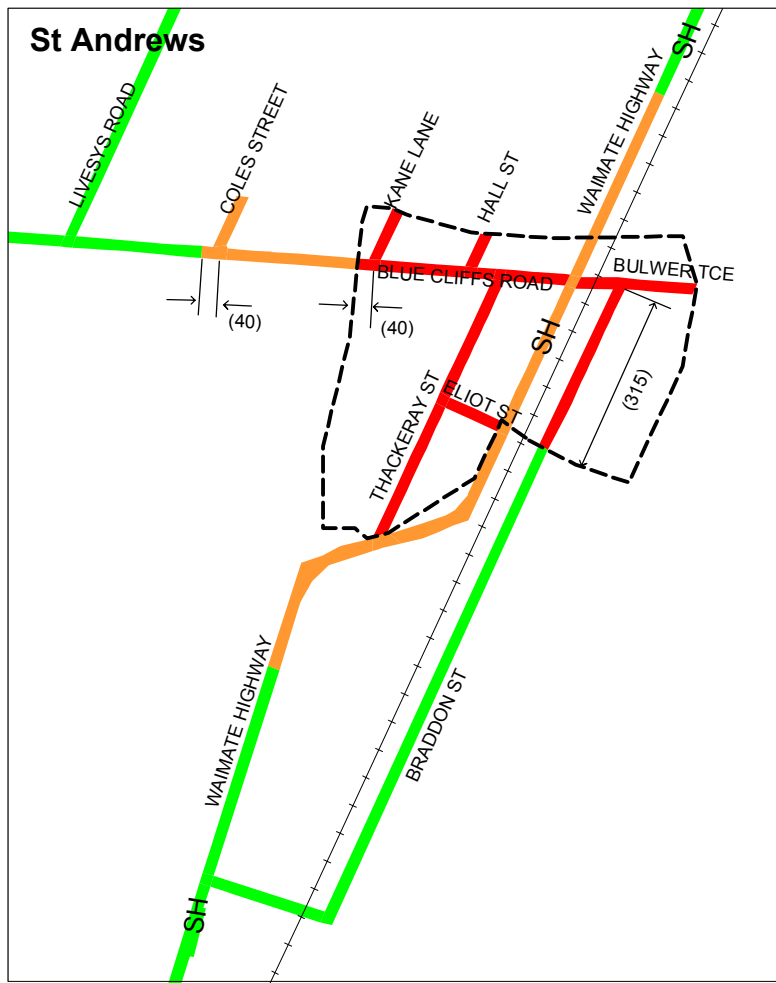 St Andrews
SH
LIVESYS ROAD
COLES STREET
KANE LANE
HALL ST
WAIMATE HIGHWAY
BLUE CLIFFS ROAD
BULWER TCE
(40)
(40)
SH
(315)
THACKERAY ST
ELIOT ST
WAIMATE HIGHWAY
BRADDON ST
SH